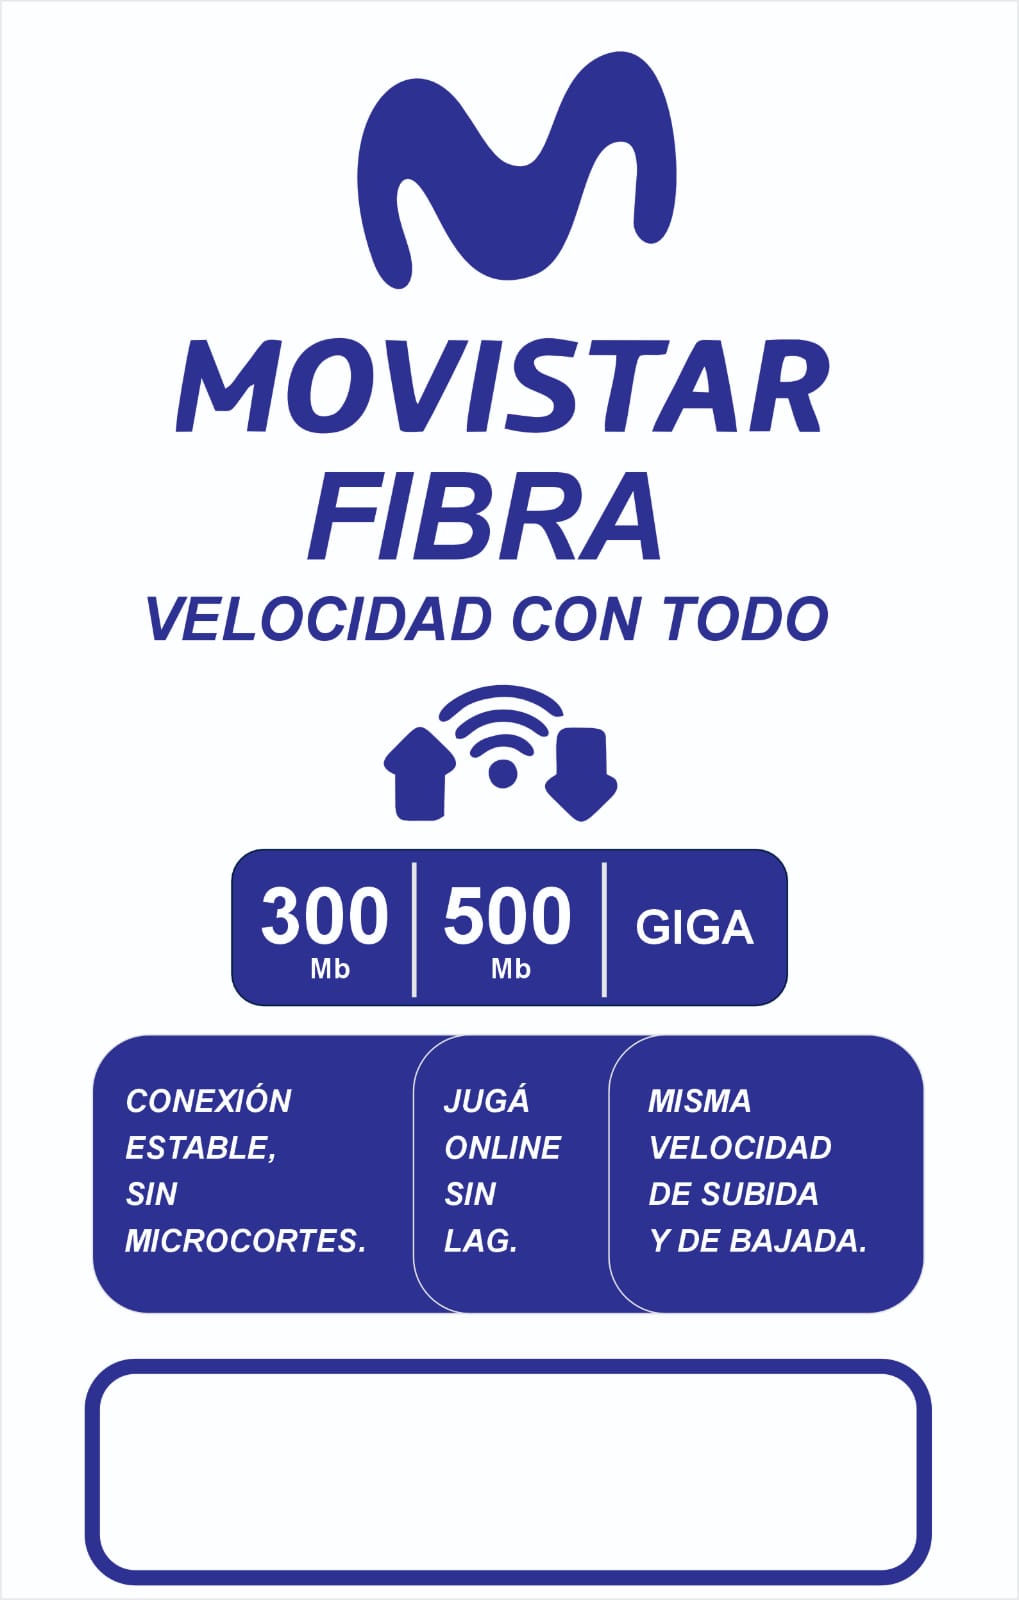 MOVISTAR
FIBRA
VELOCIDAD CON TODO
300 500 GIGA
Mb Mb
CONEXIÓN
ESTABLE,
SIN
MICROCORTES.
JUGÁ
ONLINE
SIN
LAG.
MISMA
VELOCIDAD
DE SUBIDA
Y DE BAJADA.